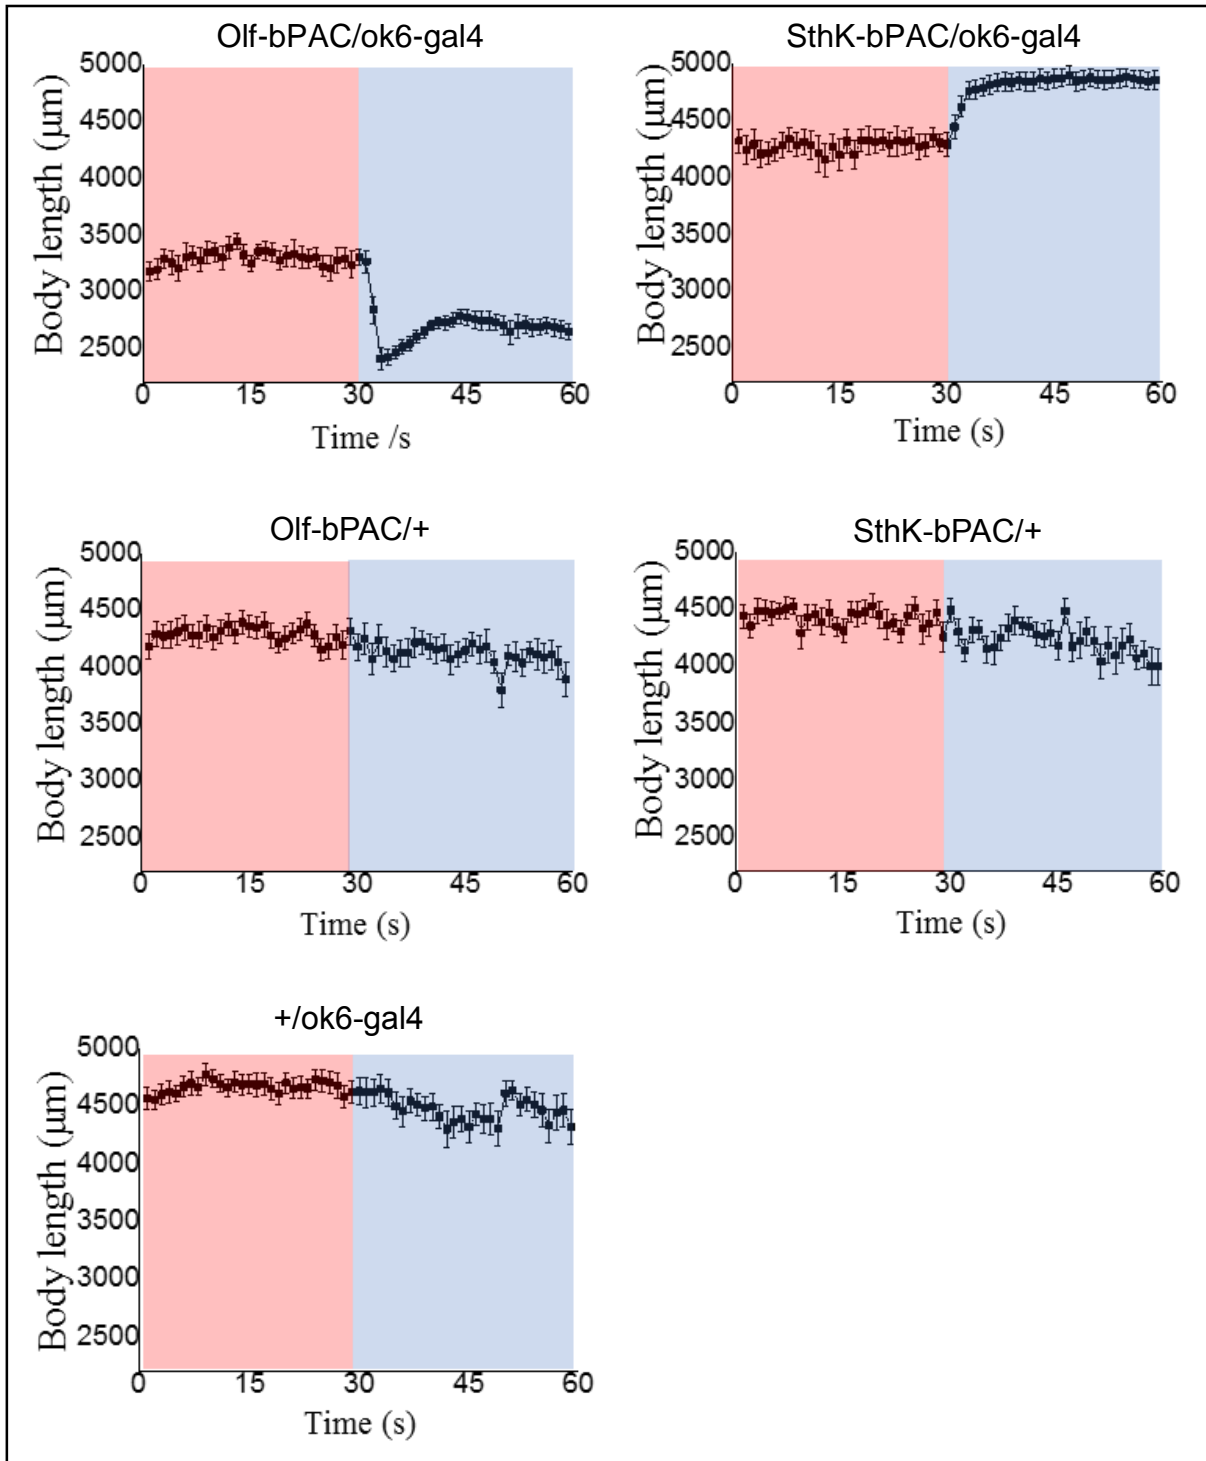 Olf-bPAC/ok6-gal4
Body length (µm)
5000
4500
4000
3500
3000
2500
0 15 30 45 60
Time /s
SthK-bPAC/ok6-gal4
Body length (µm)
5000
4500
4000
3500
3000
2500
0 15 30 45 60
Time (s)
Olf-bPAC/+
Body length (µm)
5000
4500
4000
3500
3000
2500
0 15 30 45 60
Time (s)
SthK-bPAC/+
Body length (µm)
5000
4500
4000
3500
3000
2500
0 15 30 45 60
Time (s)
+/ok6-gal4
Body length (µm)
5000
4500
4000
3500
3000
2500
0 15 30 45 60
Time (s)